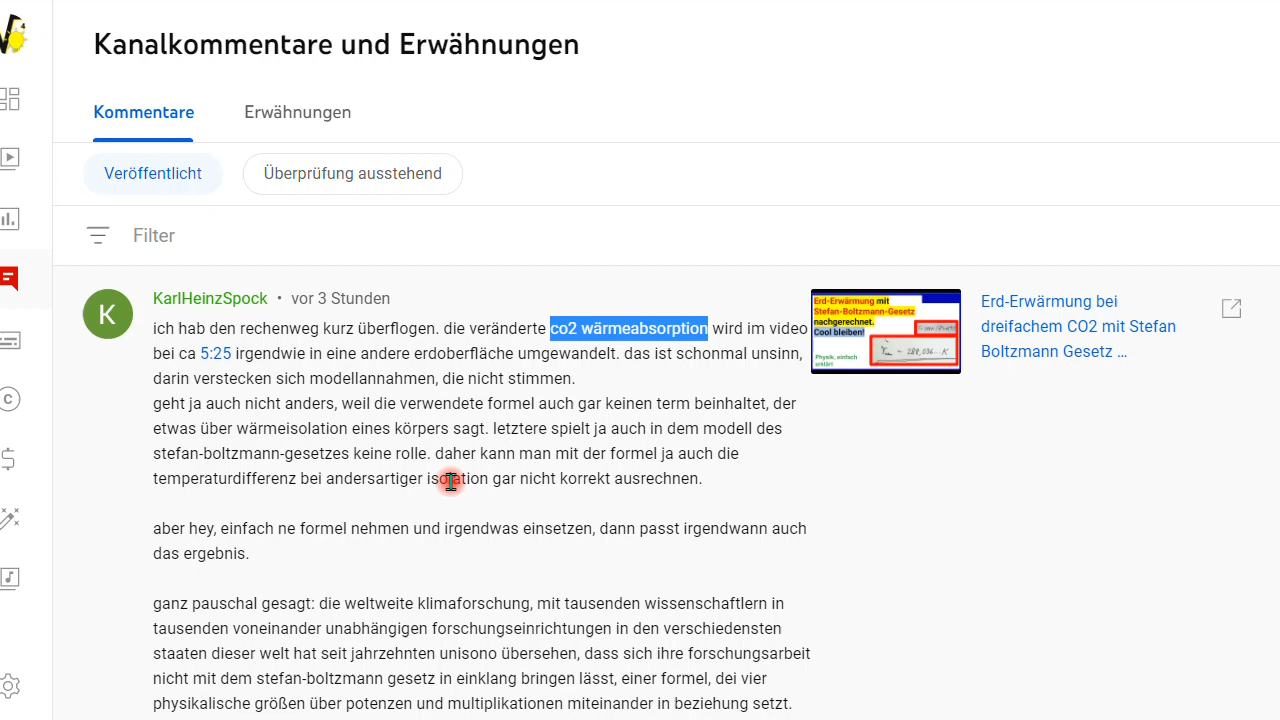 Kanalkommentare und Erwähnungen
Kommentare
Erwähnungen
Veröffentlicht
Überprüfung ausstehend
Filter
K
KarlHeinzSpock • vor 3 Stunden
Ich hab den rechenweg kurz überflogen. die veränderte co2 wärmeabsorption wird im video
bei ca 5:25 irgendwie in eine andere erdoberfläche umgewandelt. das ist schonmal unsinn,
darin verstecken sich modellannahmen, die nicht stimmen.
geht ja auch nicht anders, weil die verwendete formel auch gar keinen term beinhaltet, der
etwas über wärmeisolation eines körpers sagt. letztere spielt ja auch in dem modell des
stefan-boltzmann-gesetzes keine rolle. daher kann man mit der formel ja auch die
temperaturdifferenz bei andersartiger isolation gar nicht korrekt ausrechnen.
aber hey, einfach ne formel nehmen und irgendwas einsetzen, dann passt irgendwann auch
das ergebnis.
ganz pauschal gesagt: die weltweite klimaforschung, mit tausenden wissenschaftlern in
tausenden voneinander unabhängigen forschungseinrichtungen in den verschiedensten
staaten dieser welt hat seit jahrzehnten unisono übersehen, dass sich ihre forschungsarbeit
nicht mit dem stefan-boltzmann gesetz in einklang bringen lässt, einer formel, dei vier
physikalische größen über potenzen und multiplikationen miteinander in beziehung setzt.
Erd-Erwärmung mit
Stefan-Boltzmann-Gesetz
nachgerechnet.
Cool bleiben!
Physik, einfach
erklärt
Erd-Erwärmung bei
dreifachem CO2 mit Stefan
Boltzmann Gesetz ...